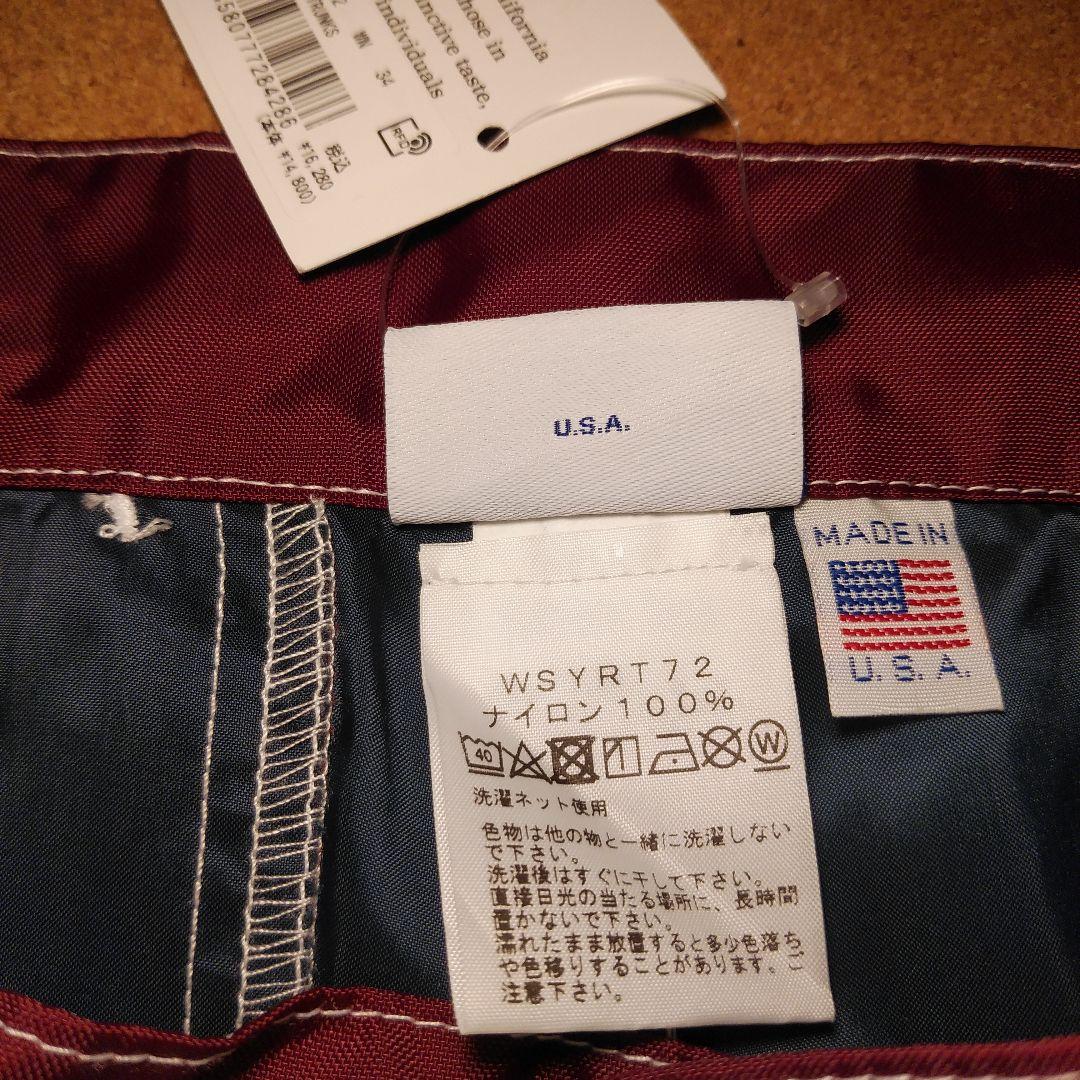 lifornia
hose in
nctive taste,
individuals
WN 34
RFID
税込
¥16,280
(本体 ¥14,800)
4580777284286
U.S.A.
MADE IN
U.S.A.
WSYRT72
ナイロン100%
40
W
洗濯ネット使用
色物は他の物と一緒に洗濯しない
で下さい。
洗濯後はすぐに干して下さい。
直接日光の当たる場所に、長時間
置かないで下さい。
濡れたまま放置すると多少色落ち
や色移りすることがあります。ご
注意下さい。